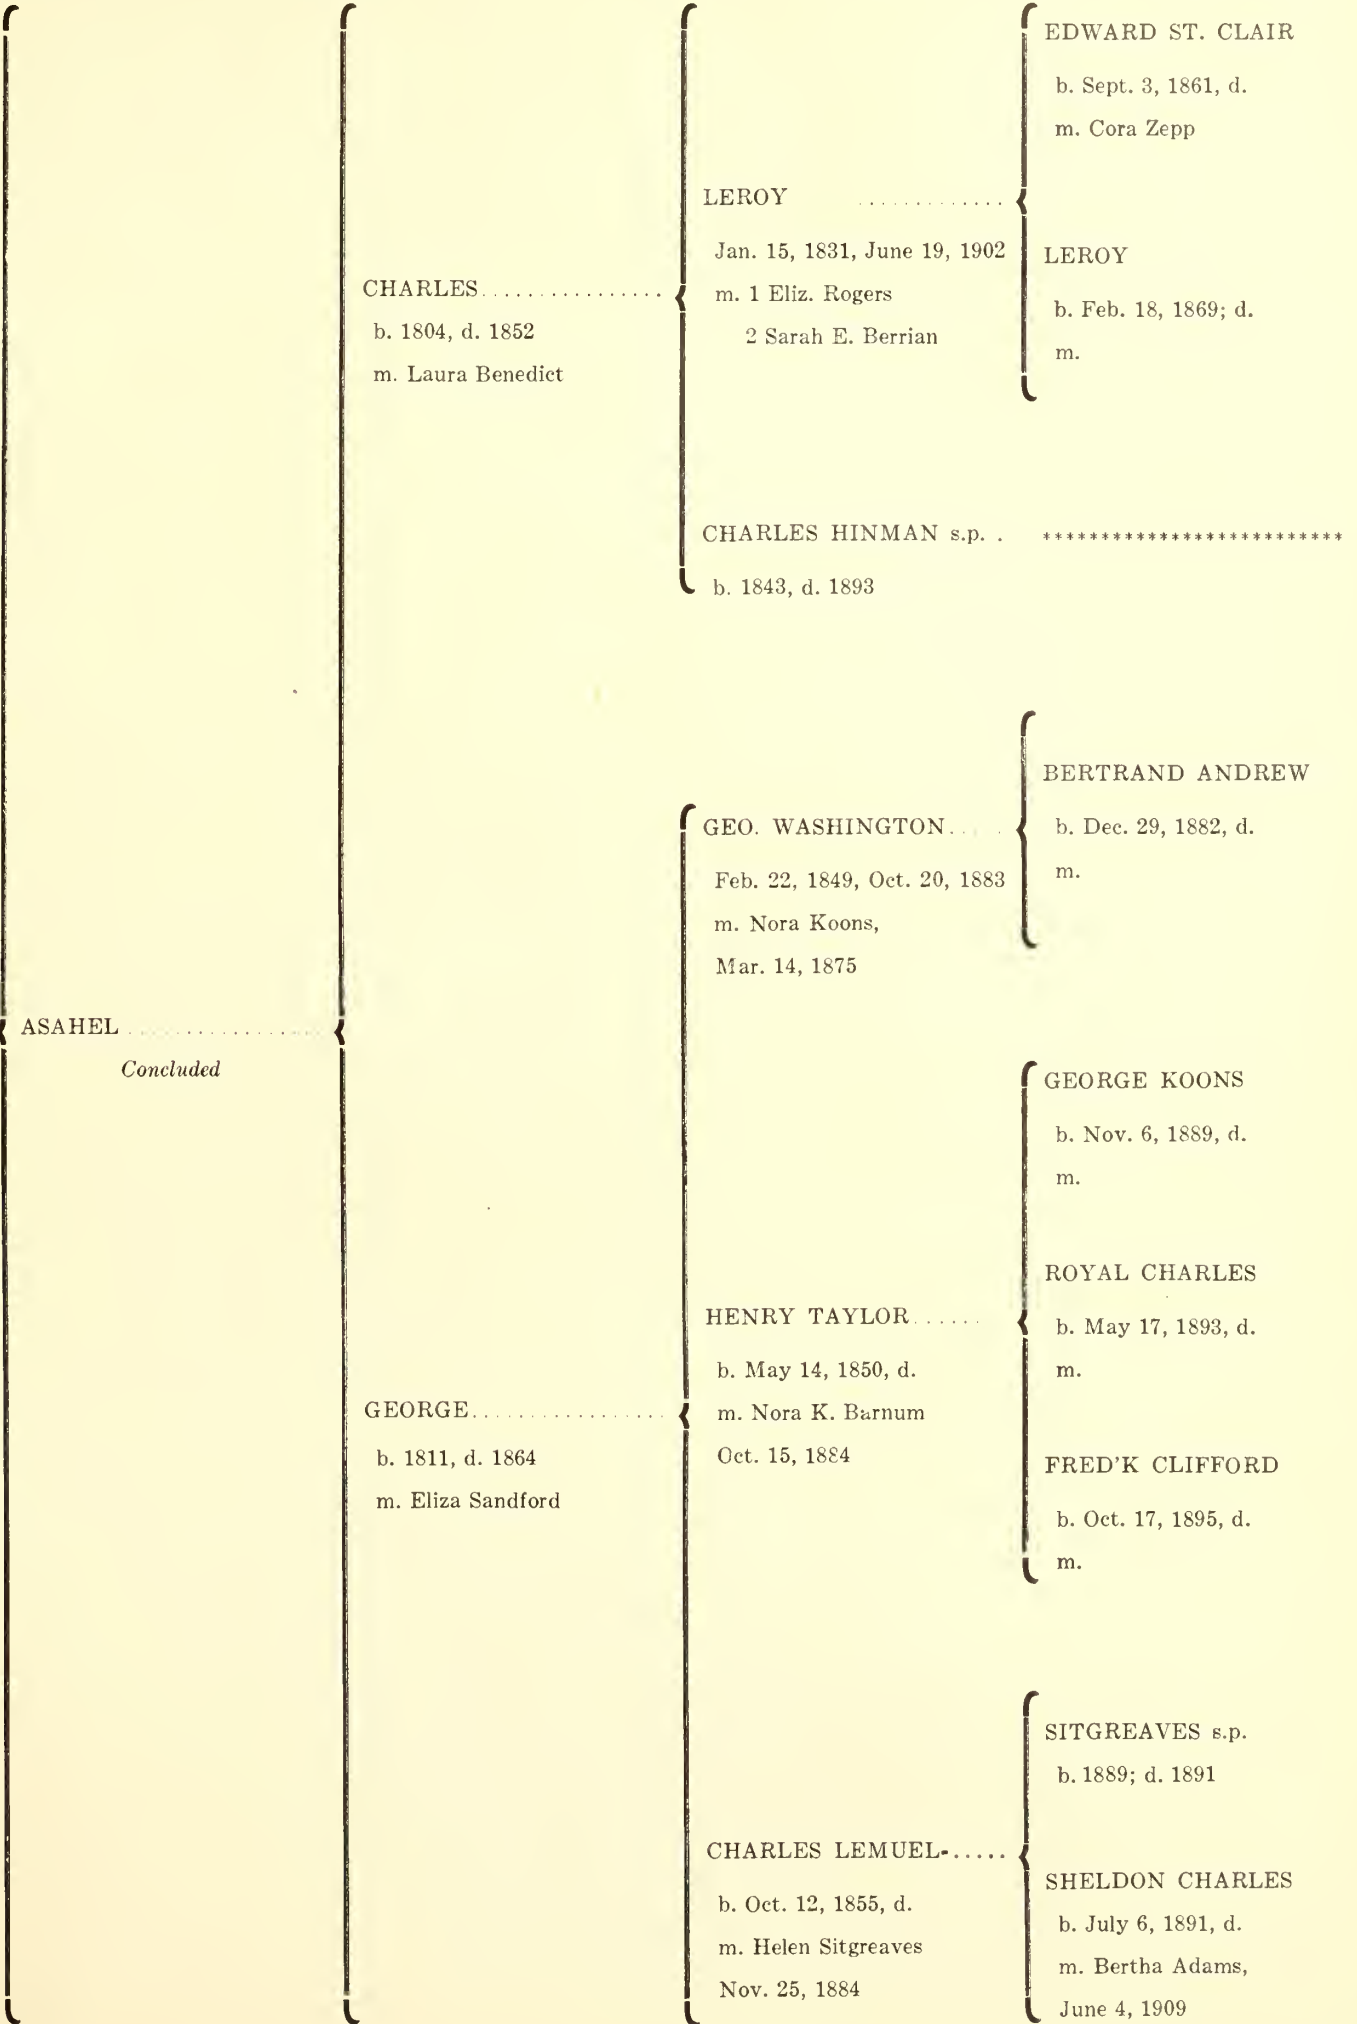 ASAHEL ..................
Concluded
CHARLES.................
b. 1804, d. 1852
m. Laura Benedict
LEROY .............
Jan. 15, 1831, June 19, 1902
m. 1 Eliz. Rogers
2 Sarah E. Berrian
EDWARD ST. CLAIR
b. Sept. 3, 1861, d.
m. Cora Zepp
LEROY
b. Feb. 18, 1869; d.
m.
CHARLES HINMAN s.p. . **************************
b. 1843, d. 1893
GEORGE..................
b. 1811, d. 1864
m. Eliza Sandford
GEO. WASHINGTON.. .
Feb. 22, 1849, Oct. 20, 1883
m. Nora Koons,
Mar. 14, 1875
BERTRAND ANDREW
b. Dec. 29, 1882, d.
m.
HENRY TAYLOR......
b. May 14, 1850, d.
m. Nora K. Barnum
Oct. 15, 1884
GEORGE KOONS
b. Nov. 6, 1889, d.
m.
ROYAL CHARLES
b. May 17, 1893, d.
m.
FRED'K CLIFFORD
b. Oct. 17, 1895, d.
m.
CHARLES LEMUEL-.....
b. Oct. 12, 1855, d.
m. Helen Sitgreaves
Nov. 25, 1884
SITGREAVES s.p.
b. 1889; d. 1891
SHELDON CHARLES
b. July 6, 1891, d.
m. Bertha Adams,
June 4, 1909